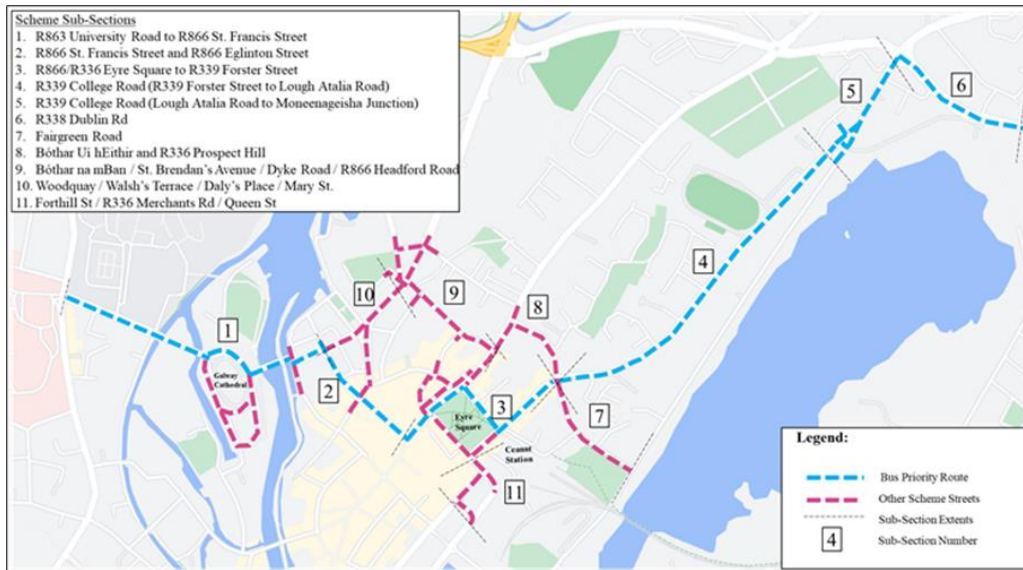 Scheme Sub-Sections
1. R863 University Road to R866 St. Francis Street
2. R866 St. Francis Street and R866 Eglinton Street
3. R866/R336 Eyre Square to R339 Forster Street
4. R339 College Road (R339 Forster Street to Lough Atalia Road)
5. R339 College Road (Lough Atalia Road to Moneenageisha Junction)
6. R338 Dublin Rd
7. Fairgreen Road
8. Bóthar Uí hEithir and R336 Prospect Hill
9. Bóthar na mBan / St. Brendan's Avenue / Dyke Road / R866 Headford Road
10. Woodquay / Walsh's Terrace / Daly's Place / Mary St.
11. Forthill St / R336 Merchants Rd / Queen St
5
6
4
10
9
8
1
Galway
Cathedral
2
Eyre
Square
3
7
Ceannt
Station
11
Legend:
Bus Priority Route
Other Scheme Streets
Sub-Section Extents
4
Sub-Section Number